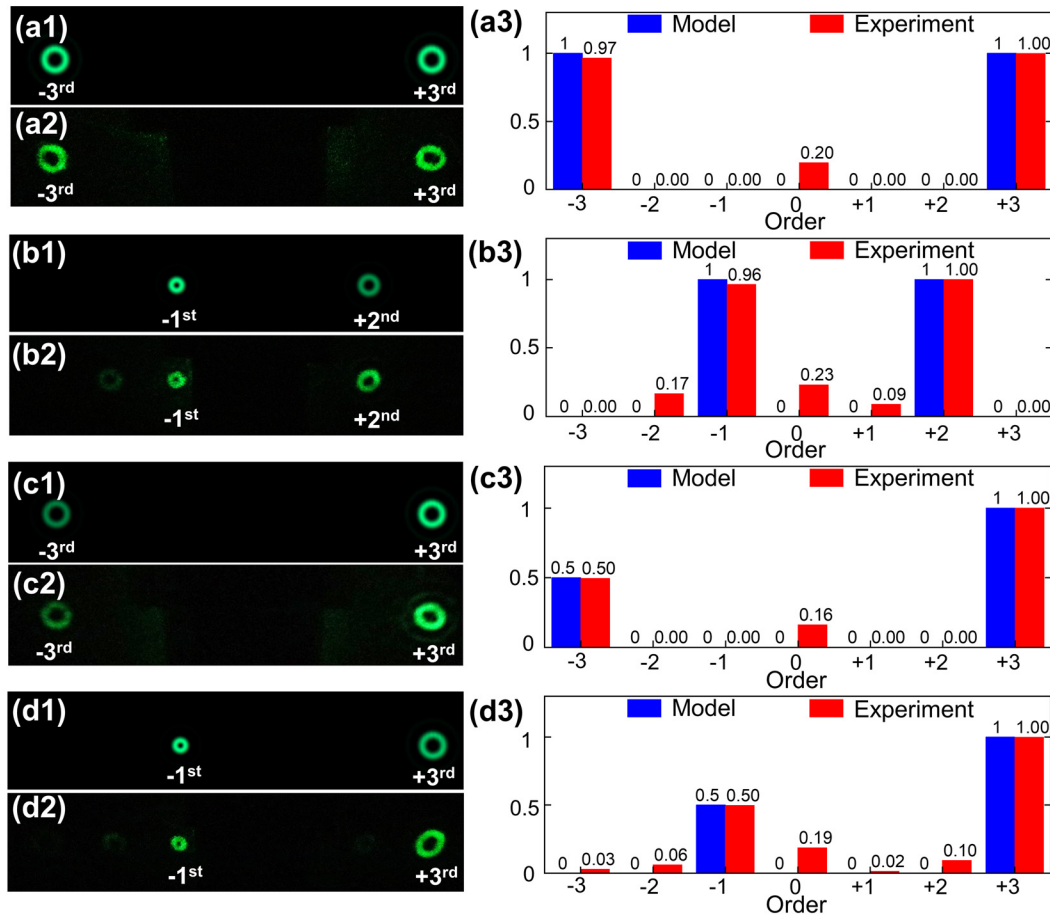 (a1)
-3rd
+3rd
(a2)
-3rd
+3rd
(a3)
Model
Experiment
1
0.5
0
1 0.97
0 0.00
0 0.00
0 0.20
0 0.00
0 0.00
1 1.00
-3 -2 -1 0 +1 +2 +3
Order
(b1)
-1st
+2nd
(b2)
-1st
+2nd
(b3)
Model
Experiment
1
0.5
0
0 0.00
0 0.17
1 0.96
0 0.23
0 0.09
1 1.00
0 0.00
-3 -2 -1 0 +1 +2 +3
Order
(c1)
-3rd
+3rd
(c2)
-3rd
+3rd
(c3)
Model
Experiment
1
0.5
0
0.5 0.50
0 0.00
0 0.00
0 0.16
0 0.00
0 0.00
1 1.00
-3 -2 -1 0 +1 +2 +3
Order
(d1)
-1st
+3rd
(d2)
-1st
+3rd
(d3)
Model
Experiment
1
0.5
0
0 0.03
0 0.06
0.5 0.50
0 0.19
0 0.02
0 0.10
1 1.00
-3 -2 -1 0 +1 +2 +3
Order